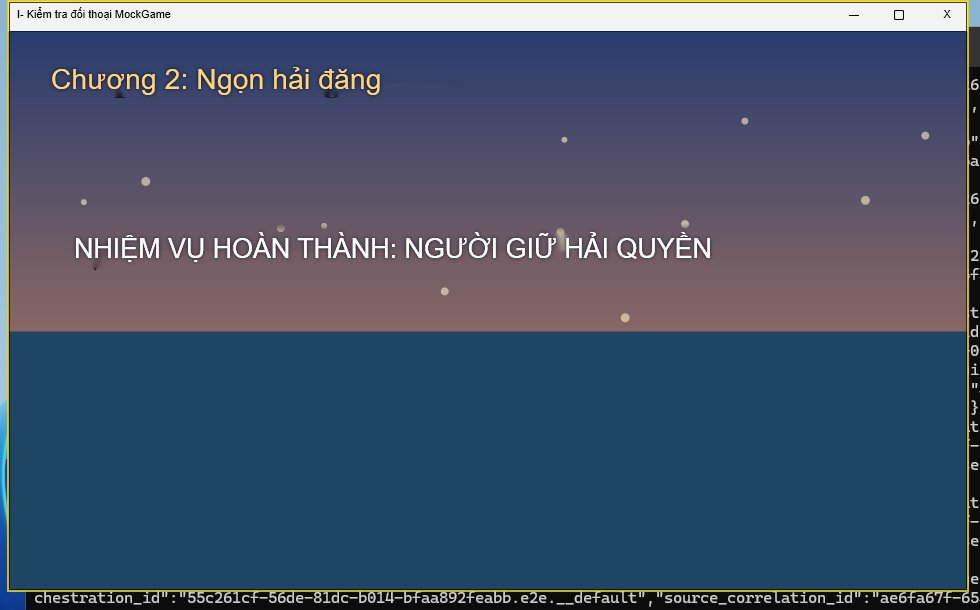 I- Kiểm tra đối thoại MockGame
Chương 2: Ngọn hải đăng
NHIỆM VỤ HOÀN THÀNH: NGƯỜI GIỮ HẢI QUYỀN
chestration_id":"55c261cf-56de-81dc-b014-bfaa892feabb.e2e.__default","source_correlation_id":"ae6fa67f-6